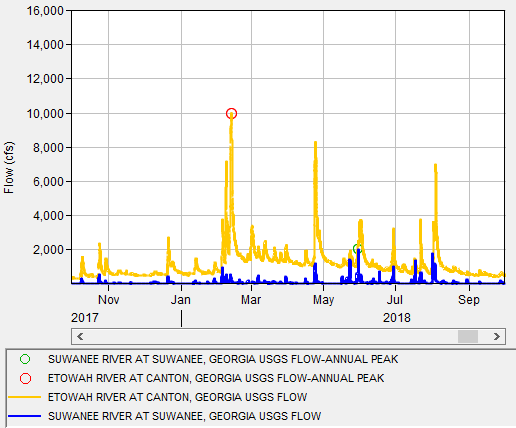 16,000
14,000
12,000
10,000
8,000
6,000
4,000
2,000
Flow (cfs)
Nov Jan Mar May Jul Sep
2017 2018
SUWANEE RIVER AT SUWANEE, GEORGIA USGS FLOW-ANNUAL PEAK
ETOWAH RIVER AT CANTON, GEORGIA USGS FLOW-ANNUAL PEAK
ETOWAH RIVER AT CANTON, GEORGIA USGS FLOW
SUWANEE RIVER AT SUWANEE, GEORGIA USGS FLOW